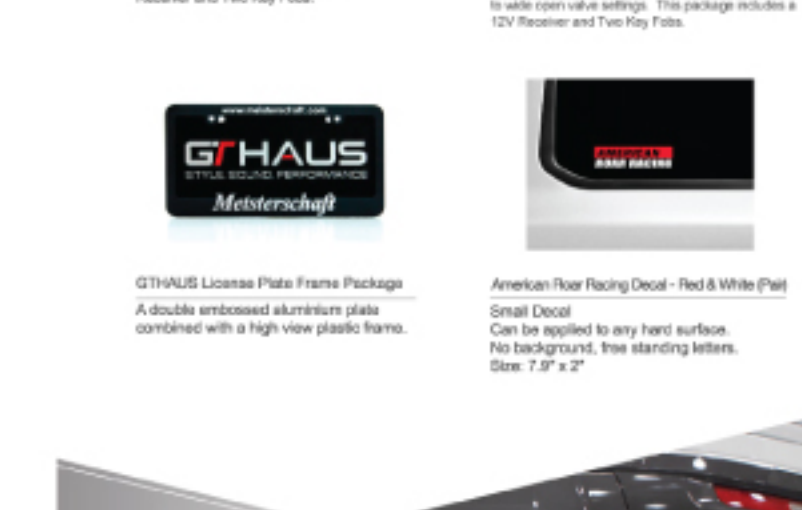 Receiver and Two Key Fobs.
to wide open valve settings. This package includes a
12V Receiver and Two Key Fobs.
www.meisterschaft.com
GTHAUS
STYLE. SOUND. PERFORMANCE
Meisterschaft
AMERICAN
ROAR RACING
GTHAUS License Plate Frame Package
A double embossed aluminium plate
combined with a high view plastic frame.
American Roar Racing Decal - Red & White (Pair)
Small Decal
Can be applied to any hard surface.
No background, free standing letters.
Size: 7.9" x 2"